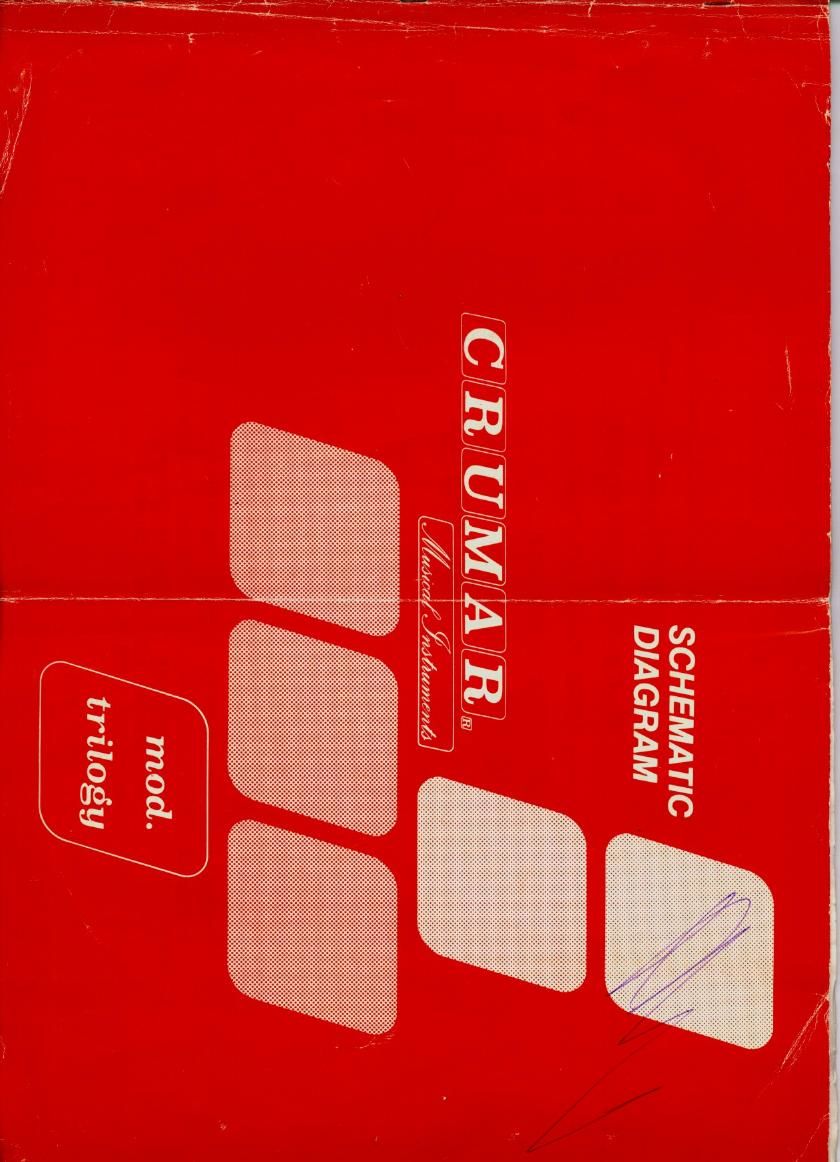 SCHEMATIC
DIAGRAM
CRUMAR®
Musical Instruments
mod.
trilogy